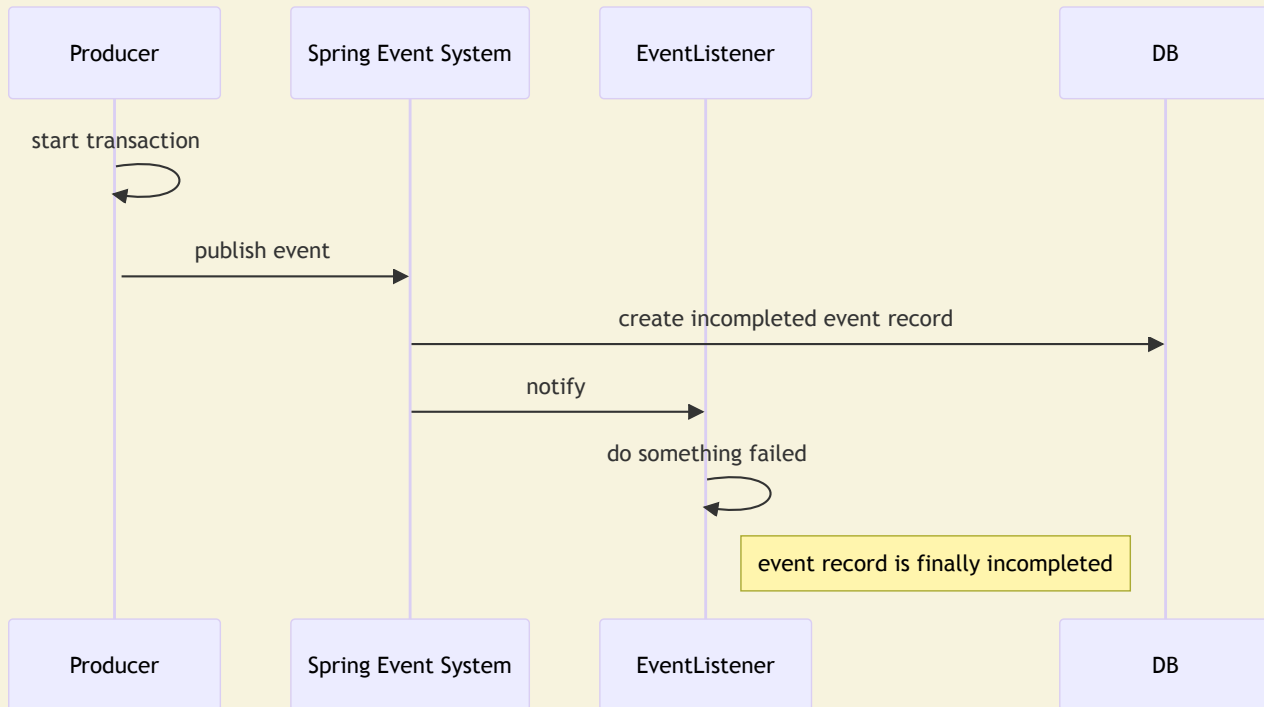 Producer
Spring Event System
EventListener
DB
start transaction
publish event
create incompleted event record
notify
do something failed
event record is finally incompleted
Producer
Spring Event System
EventListener
DB